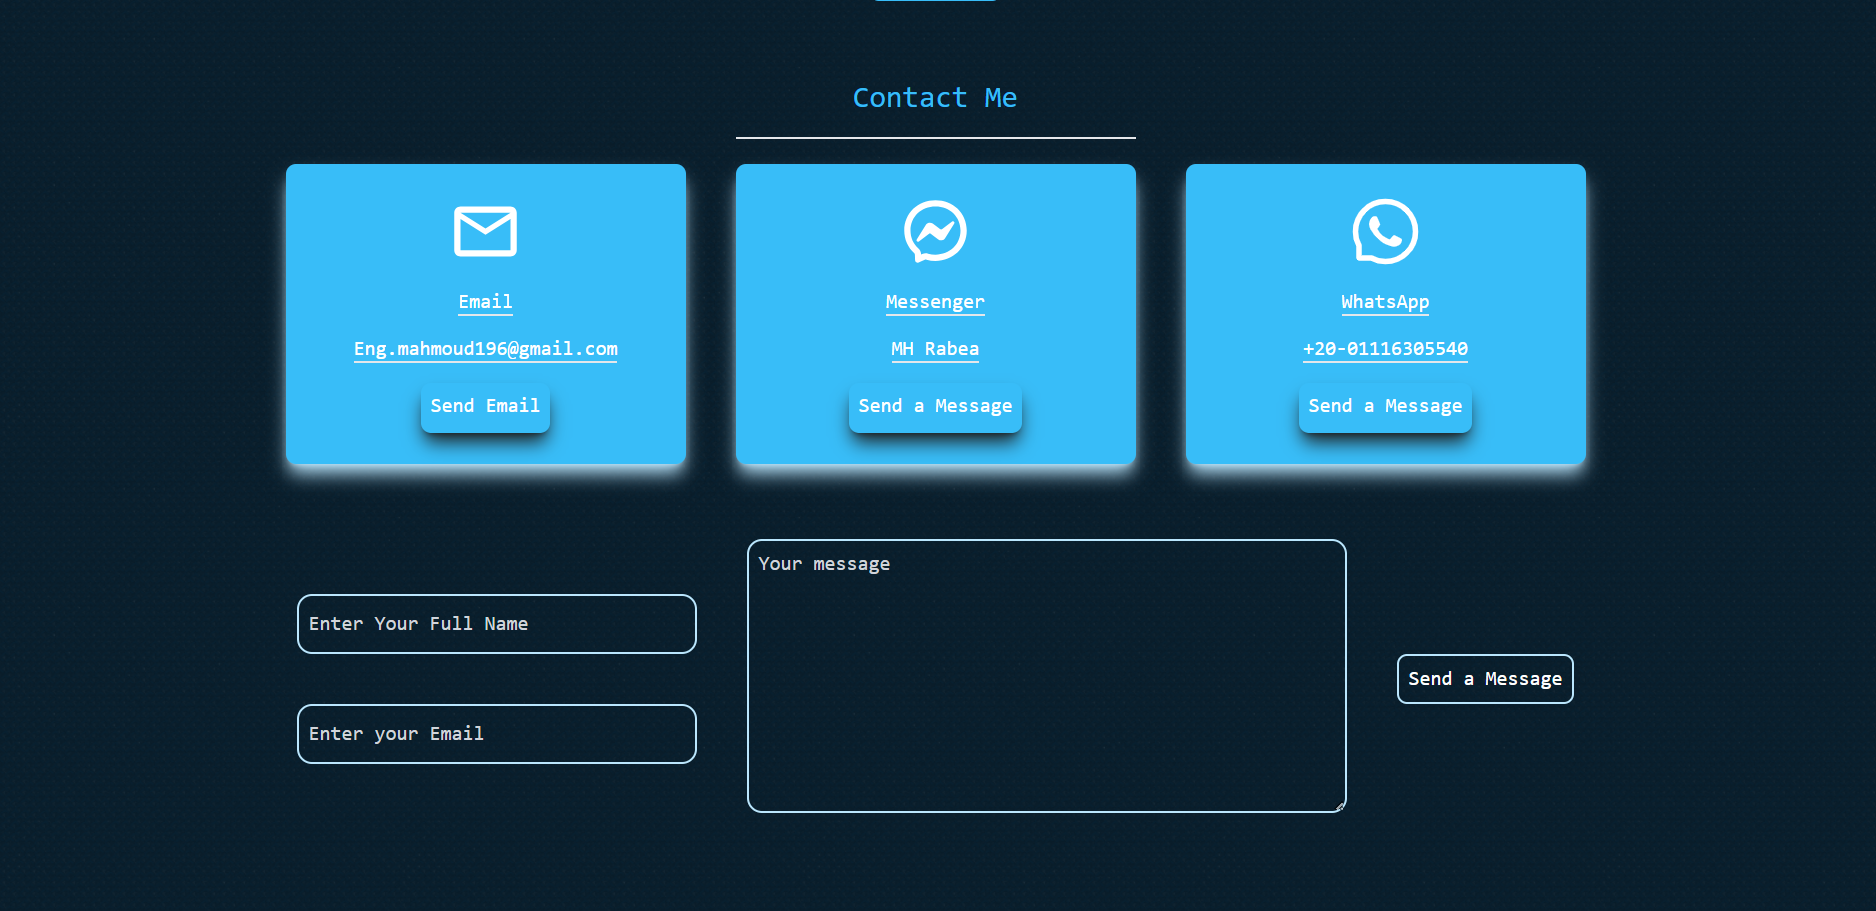 Contact Me
Email
Eng.mahmoud196@gmail.com
Send Email
Messenger
MH Rabea
Send a Message
WhatsApp
+20-01116305540
Send a Message
Enter Your Full Name
Enter your Email
Your message
Send a Message